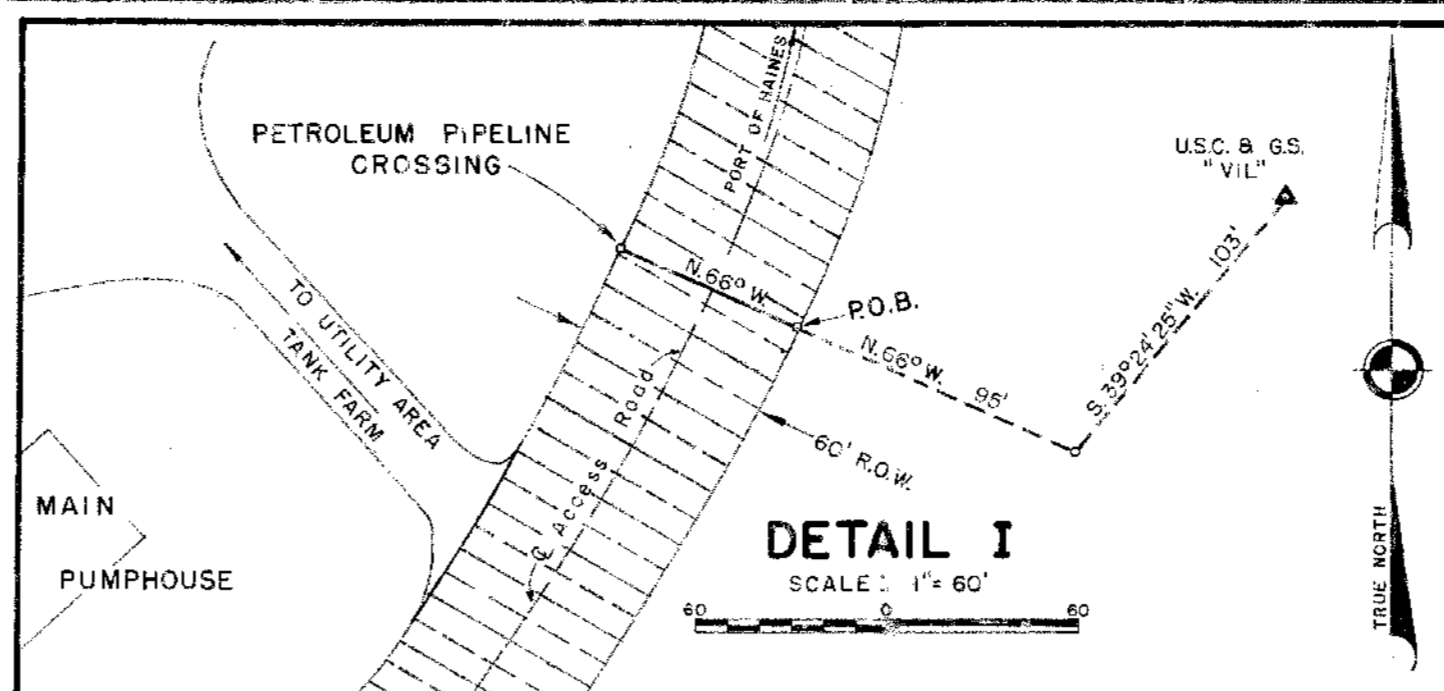 PORT OF HAINES
PETROLEUM PIPELINE
CROSSING
U.S.C. & G.S.
"VIL"
N. 66° W.
P.O.B.
N. 66° W. 95'
S. 39° 24' 25" W. 103'
TO UTILITY AREA
TANK FARM
60' R.O.W.
℄ Access Road
MAIN
PUMPHOUSE
DETAIL I
SCALE: 1" = 60'
60 0 60
TRUE NORTH